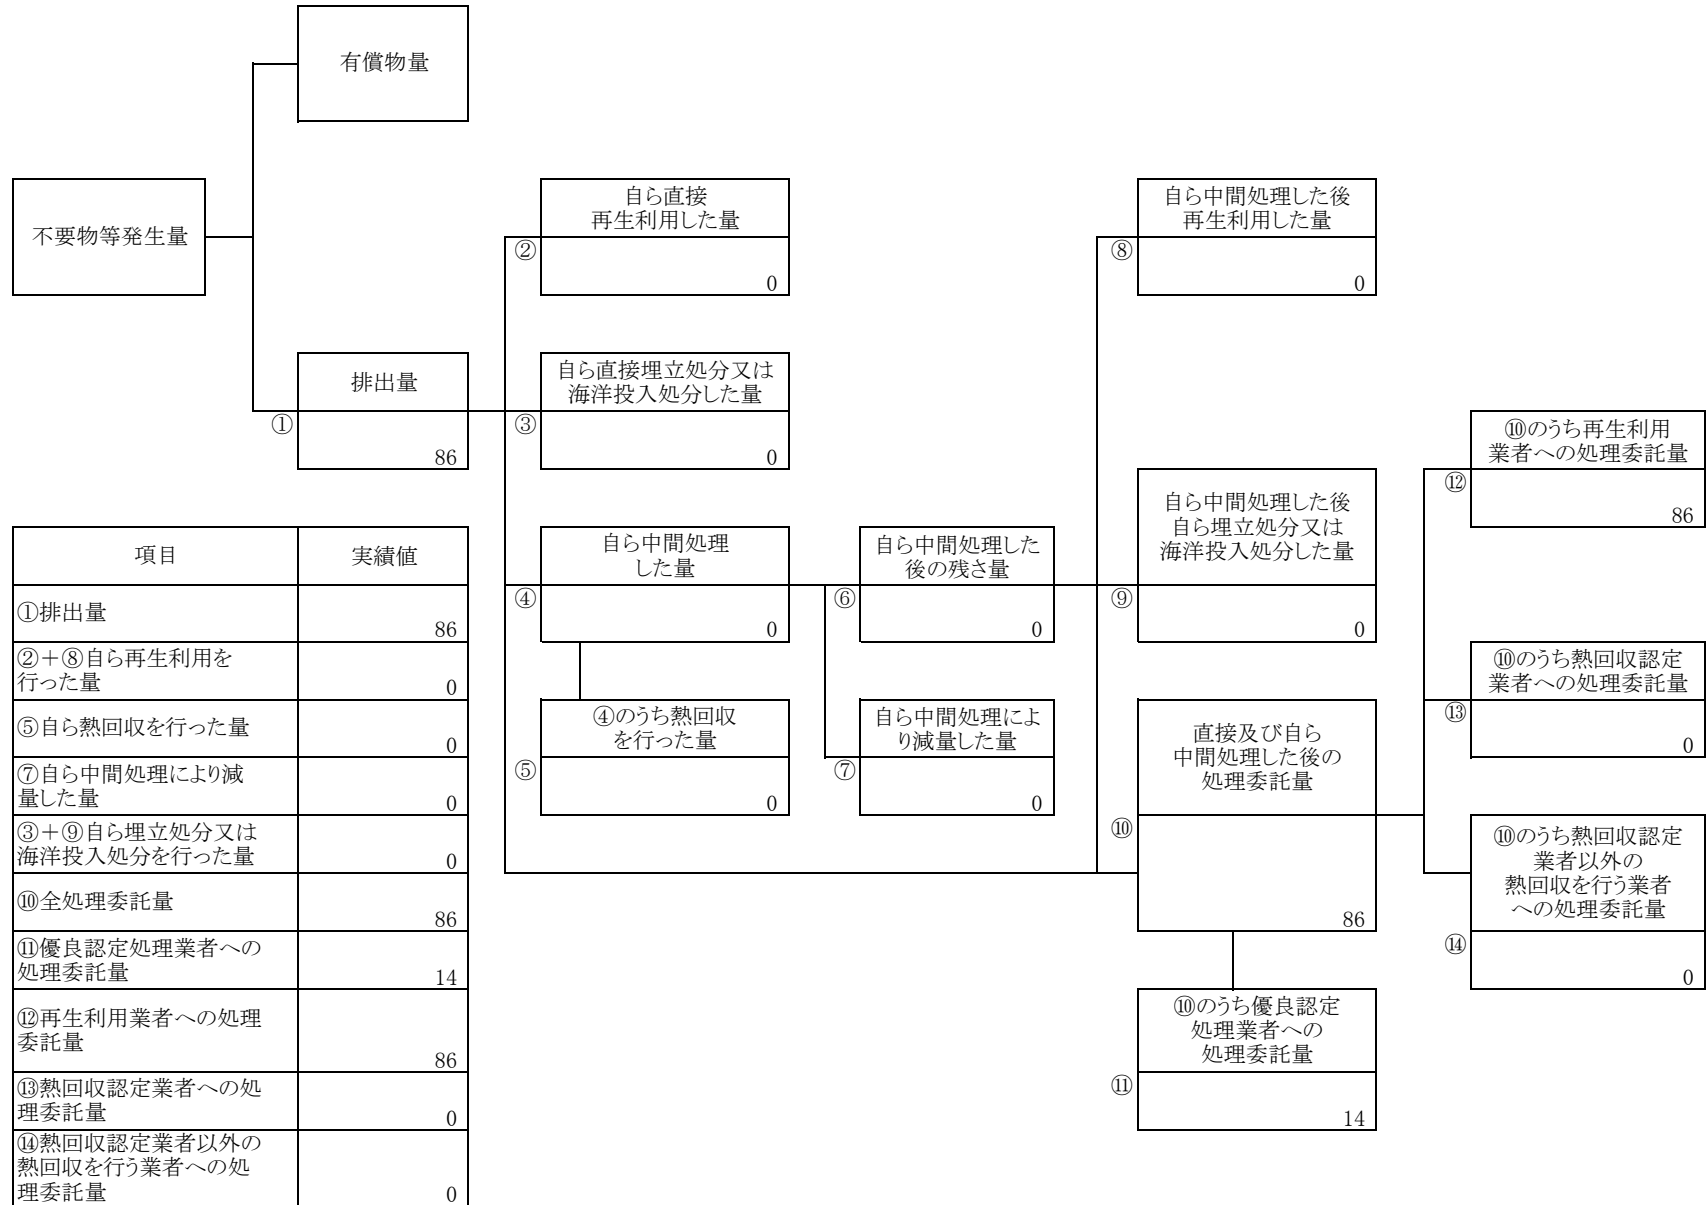 有償物量
不要物等発生量
自ら直接
再生利用した量
②
0
自ら中間処理した後
再生利用した量
⑧
0
排出量
①
86
自ら直接埋立処分又は
海洋投入処分した量
③
0
⑩のうち再生利用
業者への処理委託量
⑫
86
自ら中間処理
した量
④
0
自ら中間処理した
後の残さ量
⑥
0
自ら中間処理した後
自ら埋立処分又は
海洋投入処分した量
⑨
0
⑩のうち熱回収認定
業者への処理委託量
⑬
0
④のうち熱回収
を行った量
⑤
0
自ら中間処理によ
り減量した量
⑦
0
直接及び自ら
中間処理した後の
処理委託量
⑩
86
⑩のうち熱回収認定
業者以外の
熱回収を行う業者
への処理委託量
⑭
0
⑩のうち優良認定
処理業者への
処理委託量
⑪
14
項目 実績値
①排出量
86
②＋⑧自ら再生利用を
行った量
0
⑤自ら熱回収を行った量
0
⑦自ら中間処理により減
量した量
0
③＋⑨自ら埋立処分又は
海洋投入処分を行った量
0
⑩全処理委託量
86
⑪優良認定処理業者への
処理委託量
14
⑫再生利用業者への処理
委託量
86
⑬熱回収認定業者への処
理委託量
0
⑭熱回収認定業者以外の
熱回収を行う業者への処
理委託量
0